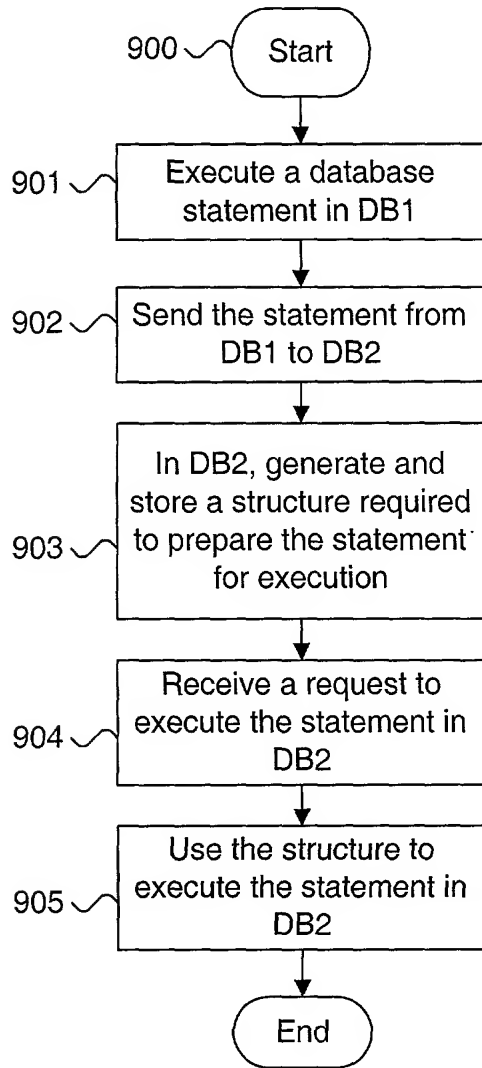 900
Start
901
Execute a database
statement in DB1
902
Send the statement from
DB1 to DB2
903
In DB2, generate and
store a structure required
to prepare the statement
for execution
904
Receive a request to
execute the statement in
DB2
905
Use the structure to
execute the statement in
DB2
End